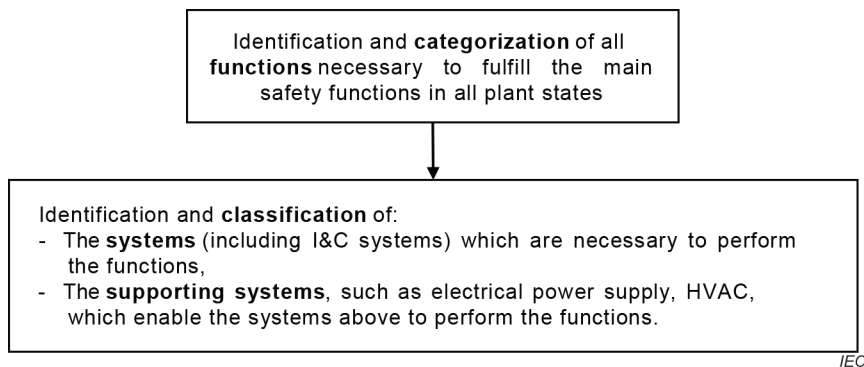 Identification and categorization of all
functions necessary to fulfill the main
safety functions in all plant states
Identification and classification of:
- The systems (including I&C systems) which are necessary to perform
the functions,
- The supporting systems, such as electrical power supply, HVAC,
which enable the systems above to perform the functions.
IEC